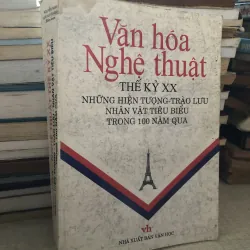 Văn hóa
Nghệ thuật
THẾ KỶ XX
NHỮNG HIỆN TƯỢNG-TRÀO LƯU
NHÂN VẬT TIÊU BIỂU
TRONG 100 NĂM QUA
vh
NHÀ XUẤT BẢN VĂN HỌC